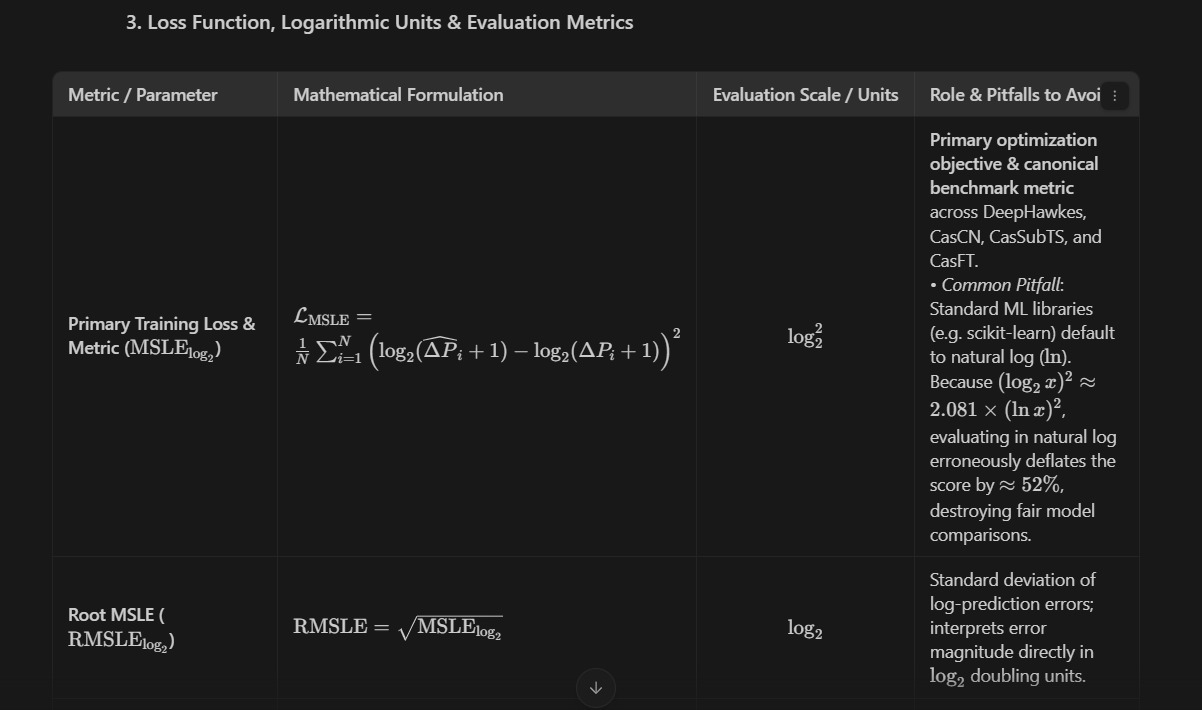 3. Loss Function, Logarithmic Units & Evaluation Metrics
Metric / Parameter
Mathematical Formulation
Evaluation Scale / Units
Role & Pitfalls to Avoi
Primary Training Loss &
Metric (MSLE_log₂)
ℒ_MSLE =
1/N ∑_{i=1}^{N} (log₂(ΔP̂_i + 1) − log₂(ΔP_i + 1))²
log₂²
Primary optimization
objective & canonical
benchmark metric
across DeepHawkes,
CasCN, CasSubTS, and
CasFT.
• Common Pitfall:
Standard ML libraries
(e.g. scikit-learn) default
to natural log (ln).
Because (log₂ x)² ≈
2.081 × (ln x)²,
evaluating in natural log
erroneously deflates the
score by ≈ 52%,
destroying fair model
comparisons.
Root MSLE (
RMSLE_log₂)
RMSLE = √MSLE_log₂
log₂
Standard deviation of
log-prediction errors;
interprets error
magnitude directly in
log₂ doubling units.